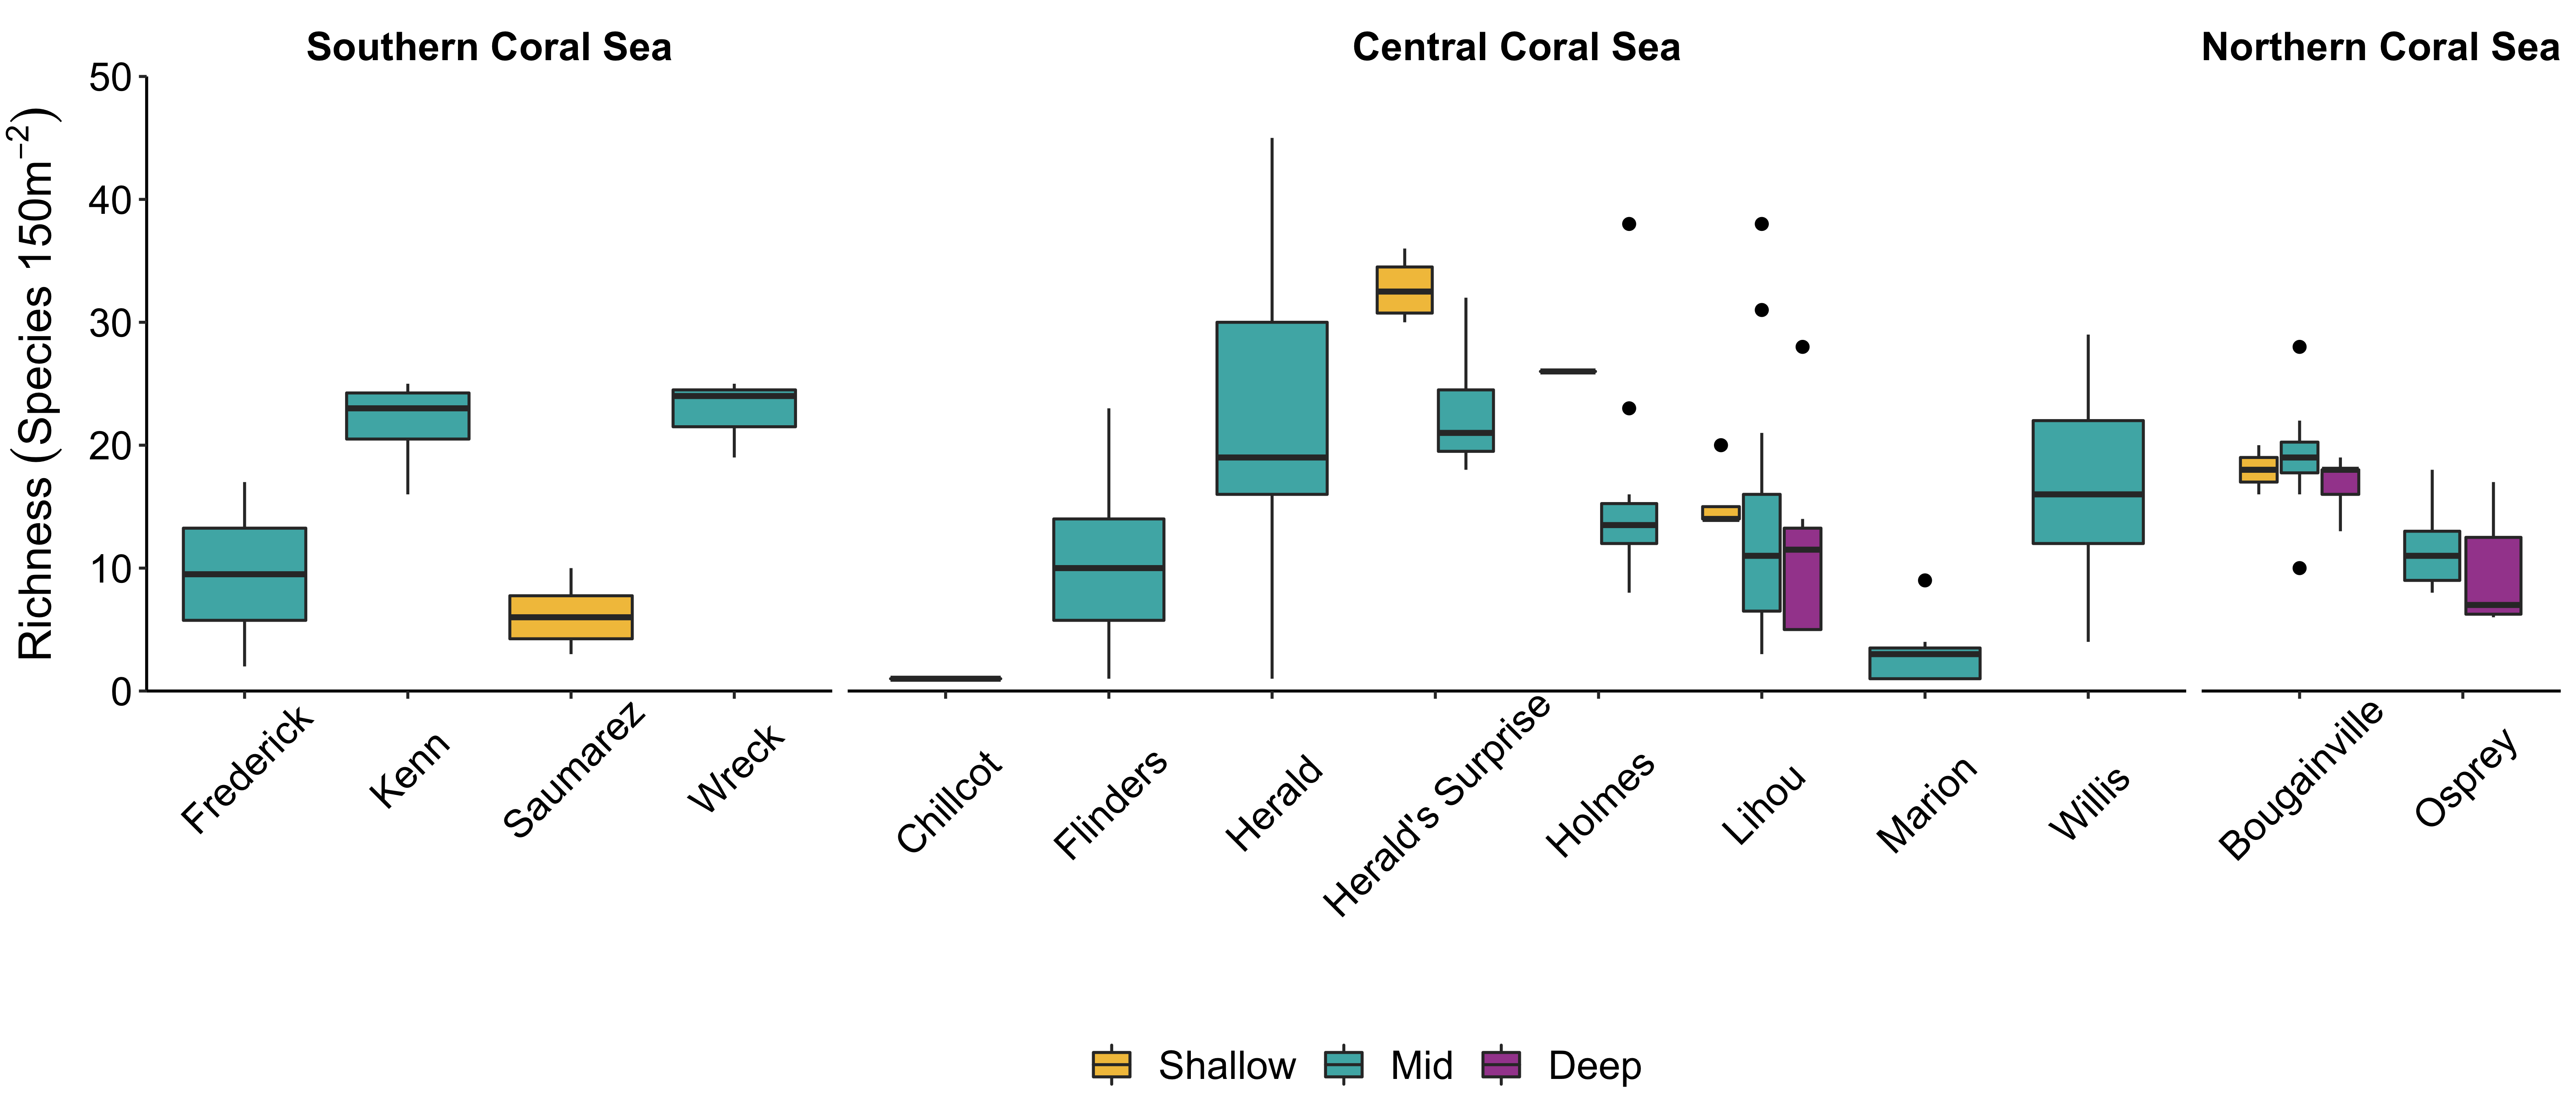 Southern Coral Sea
Central Coral Sea
Northern Coral Sea
Richness (Species 150m⁻²)
50
40
30
20
10
0
Frederick
Kenn
Saumarez
Wreck
Chillcot
Flinders
Herald
Herald's Surprise
Holmes
Lihou
Marion
Willis
Bougainville
Osprey
Shallow
Mid
Deep